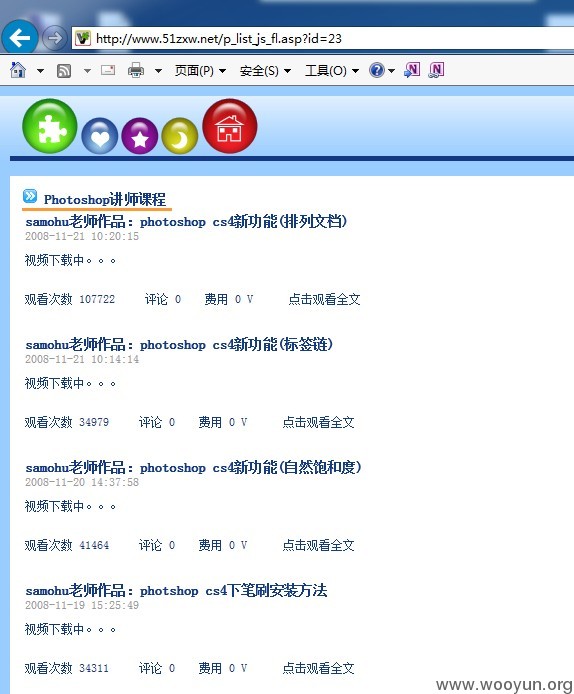 http://www.51zxw.net/p_list_js_fl.asp?id=23
页面(P) 安全(S) 工具(O)
Photoshop讲师课程
samohu老师作品：photoshop cs4新功能(排列文档)
2008-11-21 10:20:15
视频下载中。。。
观看次数 107722 评论 0 费用 0 V 点击观看全文
samohu老师作品：photoshop cs4新功能(标签链)
2008-11-21 10:14:14
视频下载中。。。
观看次数 34979 评论 0 费用 0 V 点击观看全文
samohu老师作品：photoshop cs4新功能(自然饱和度)
2008-11-20 14:37:58
视频下载中。。。
观看次数 41464 评论 0 费用 0 V 点击观看全文
samohu老师作品：photshop cs4下笔刷安装方法
2008-11-19 15:25:49
视频下载中。。。
观看次数 34311 评论 0 费用 0 V 点击观看全文
www.wooyun.org